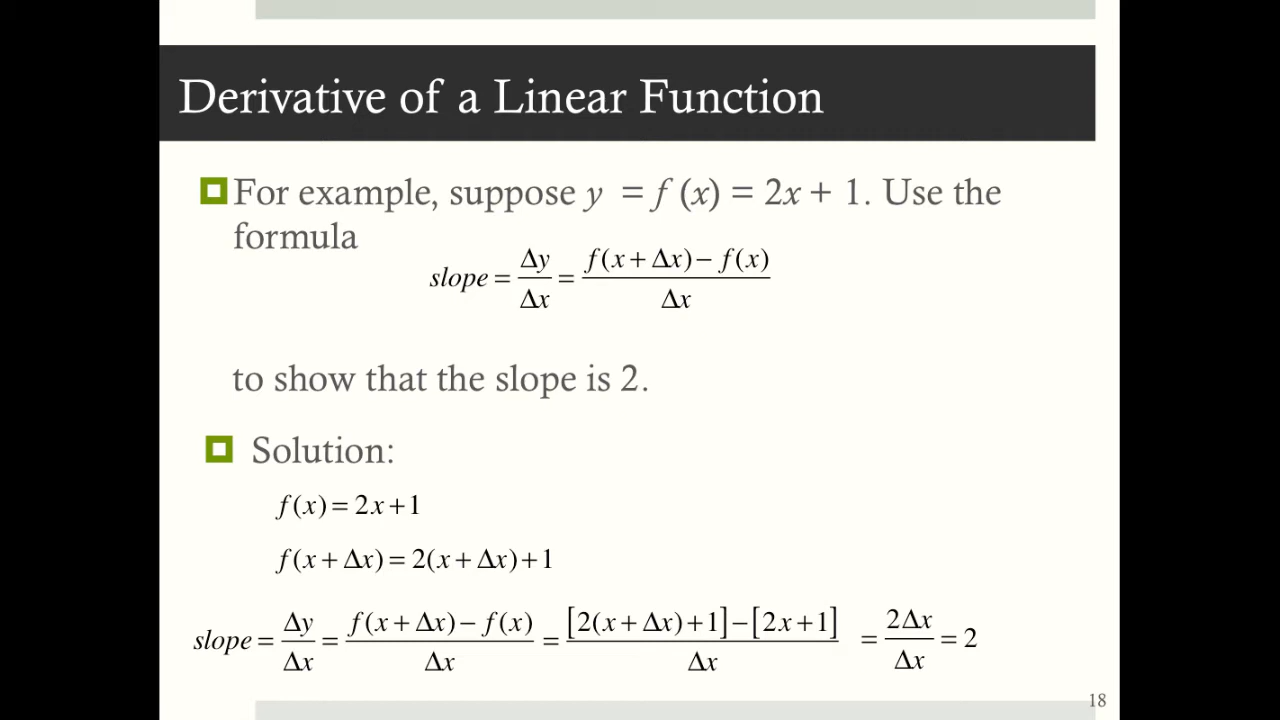 Derivative of a Linear Function
For example, suppose y = f (x) = 2x + 1. Use the
formula
slope = Δy/Δx = f(x + Δx) − f(x)/Δx
to show that the slope is 2.
Solution:
f(x) = 2x + 1
f(x + Δx) = 2(x + Δx) + 1
slope = Δy/Δx = f(x + Δx) − f(x)/Δx = [2(x + Δx) + 1] − [2x + 1]/Δx = 2Δx/Δx = 2
18